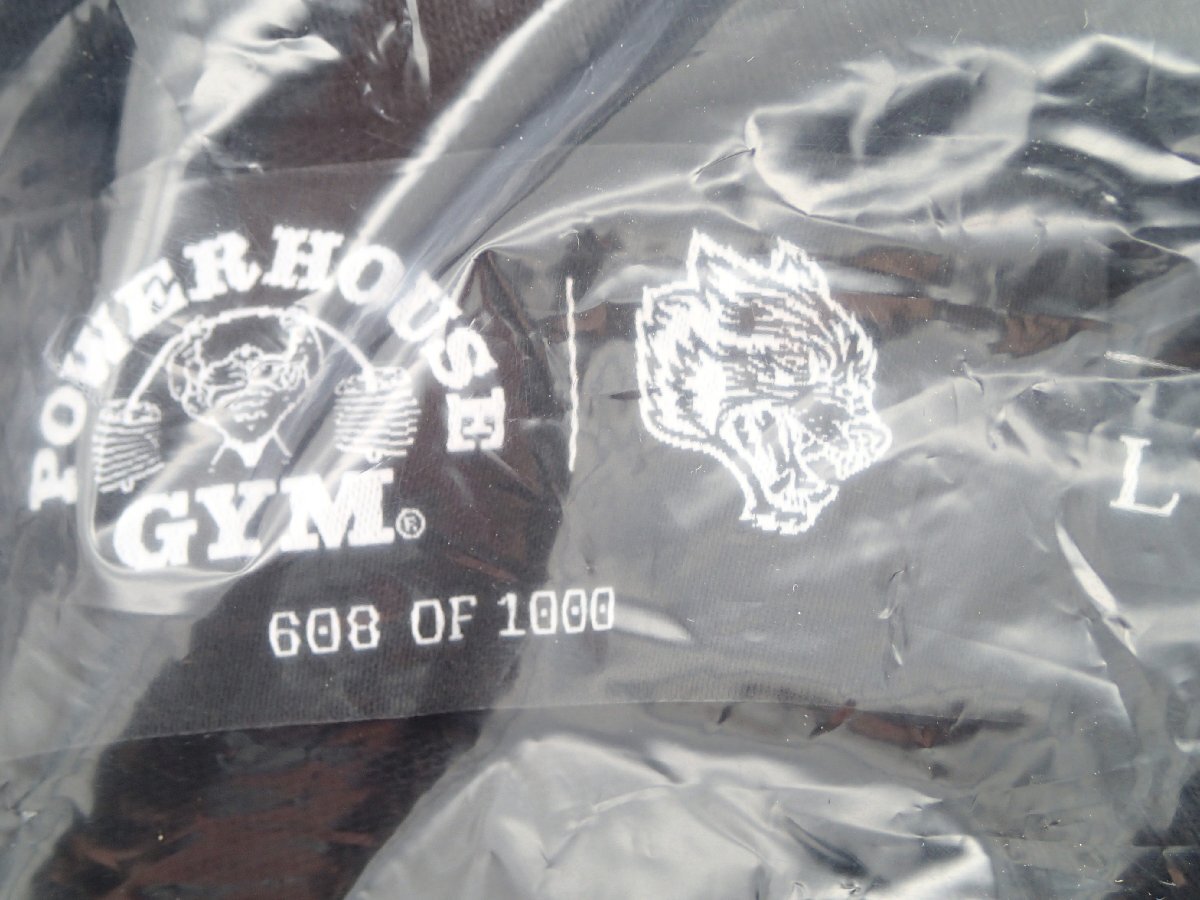 POWERHOUSE
GYM®
L
608 OF 1000